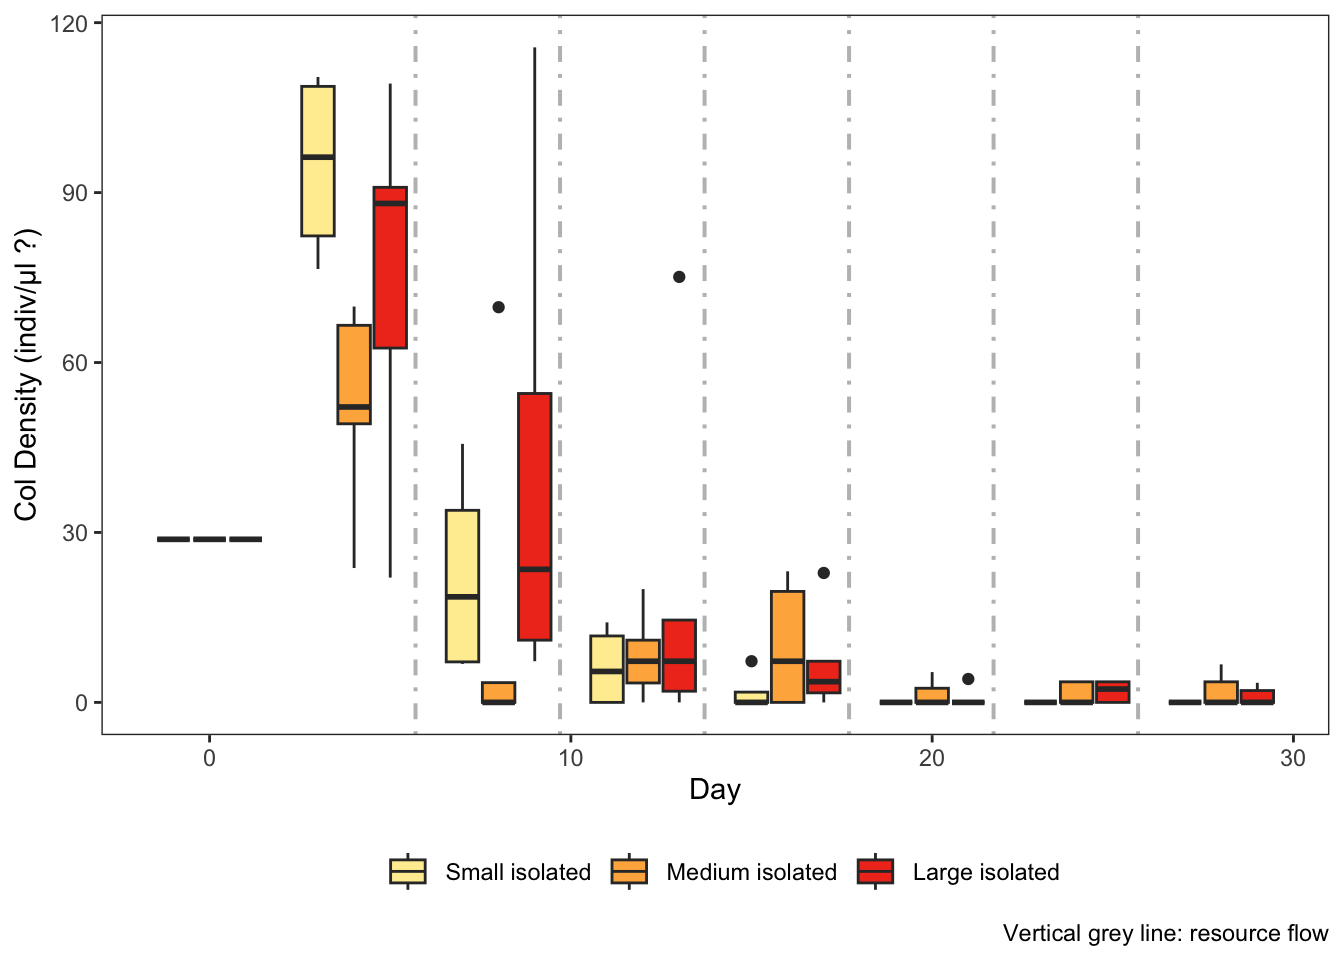 120
90
60
30
0
Col Density (indiv/µl ?)
0 10 20 30
Day
Small isolated Medium isolated Large isolated
Vertical grey line: resource flow